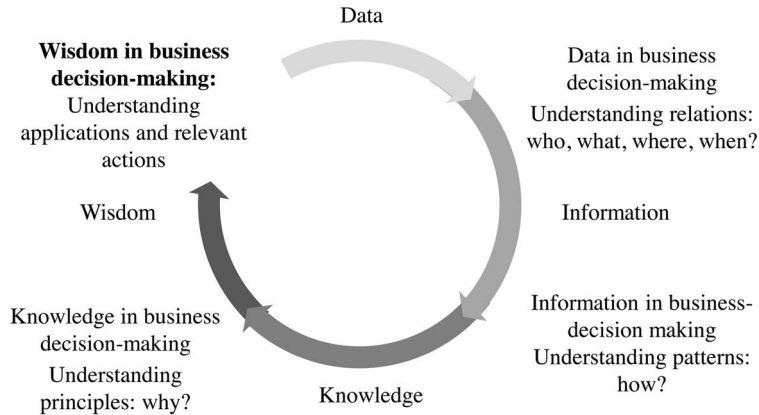 Data
Wisdom in business
decision-making:
Understanding
applications and relevant
actions
Data in business
decision-making
Understanding relations:
who, what, where, when?
Wisdom
Information
Knowledge in business
decision-making
Understanding
principles: why?
Information in business-
decision making
Understanding patterns:
how?
Knowledge